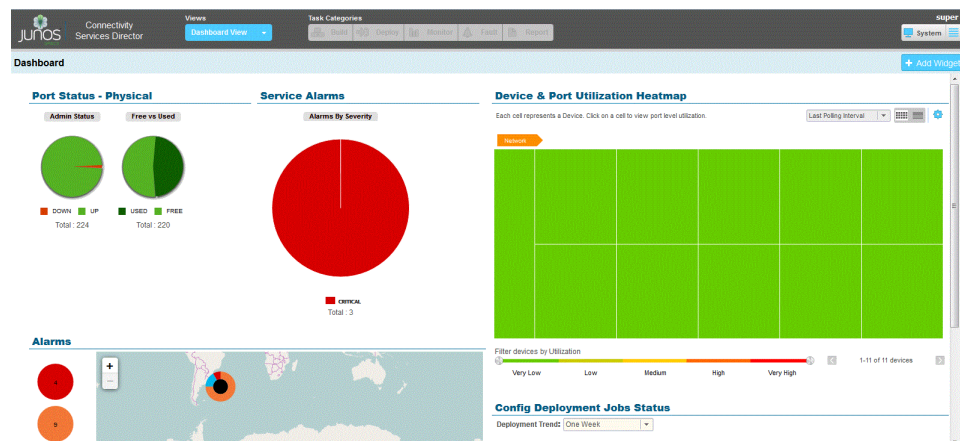 super
Views
Task Categories
JUNOS
Connectivity
Services Director
Dashboard View
Build
Deploy
Monitor
Fault
Report
System
Dashboard
+ Add Widget
Port Status - Physical
Service Alarms
Device & Port Utilization Heatmap
Admin Status
Free vs Used
Alarms By Severity
Each cell represents a Device. Click on a cell to view port level utilization.
Last Polling Interval
Network
DOWN
UP
USED
FREE
Total : 224
Total : 220
CRITICAL
Total : 3
Alarms
+
-
4
9
Filter devices by Utilization
Very Low
Low
Medium
High
Very High
<
1-11 of 11 devices
>
Config Deployment Jobs Status
Deployment Trend:
One Week